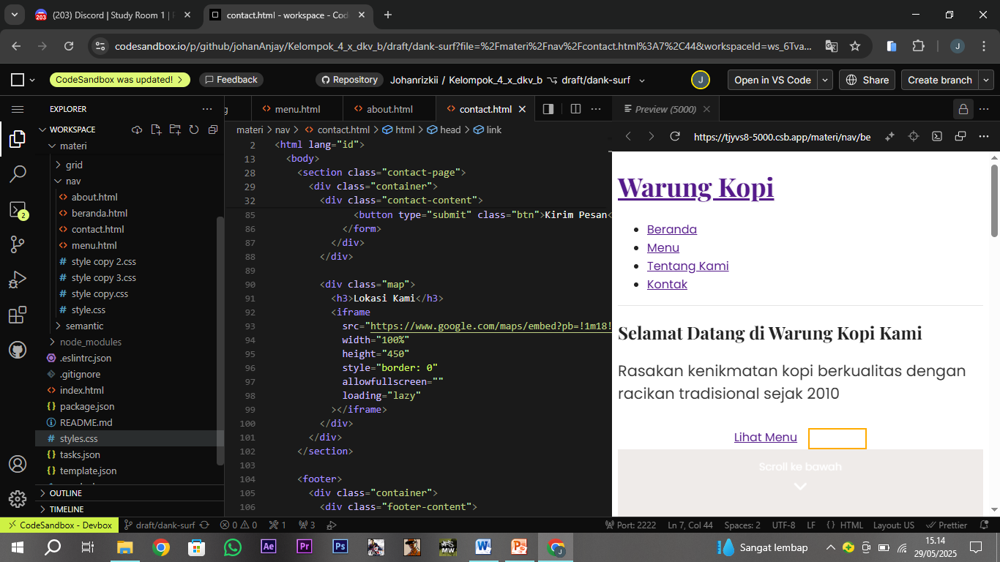 (203) Discord | Study Room 1 |
contact.html - workspace - Cod
codesandbox.io/p/github/johanAnjay/Kelompok_4_x_dkv_b/draft/dank-surf?file=%2Fmateri%2Fnav%2Fcontact.html%3A7%2C44&workspaceId=ws_6Tva...
J
CodeSandbox was updated!
Feedback
Repository
Johanrizkii / Kelompok_4_x_dkv_b
draft/dank-surf
J
Open in VS Code
Share
Create branch
EXPLORER
g
menu.html
about.html
contact.html
Preview (5000)
WORKSPACE
materi > nav > contact.html > html > head > link
https://tjyvs8-5000.csb.app/materi/nav/be
materi
grid
nav
about.html
beranda.html
contact.html
menu.html
style copy 2.css
style copy 3.css
style copy.css
style.css
semantic
node_modules
.eslintrc.json
.gitignore
index.html
package.json
README.md
styles.css
tasks.json
template.json
OUTLINE
TIMELINE
2
2 <html lang="id">
13 <body>
28 <section class="contact-page">
29 <div class="container">
32 <div class="contact-content">
85 <button type="submit" class="btn">Kirim Pesan<
86 </form>
87 </div>
88 </div>
89
90 <div class="map">
91 <h3>Lokasi Kami</h3>
92 <iframe
93 src="https://www.google.com/maps/embed?pb=!1m18!
94 width="100%"
95 height="450"
96 style="border: 0"
97 allowfullscreen=""
98 loading="lazy"
99 ></iframe>
100 </div>
101 </div>
102 </section>
103
104 <footer>
105 <div class="container">
106 <div class="footer-content">
Warung Kopi
Beranda
Menu
Tentang Kami
Kontak
Selamat Datang di Warung Kopi Kami
Rasakan kenikmatan kopi berkualitas dengan
racikan tradisional sejak 2010
Lihat Menu
Scroll ke bawah
CodeSandbox - Devbox
draft/dank-surf
0
0
1
3
Port: 2222
Ln 7, Col 44
Spaces: 2
UTF-8
LF
HTML
Layout: US
Prettier
Sangat lembap
15.14
29/05/2025